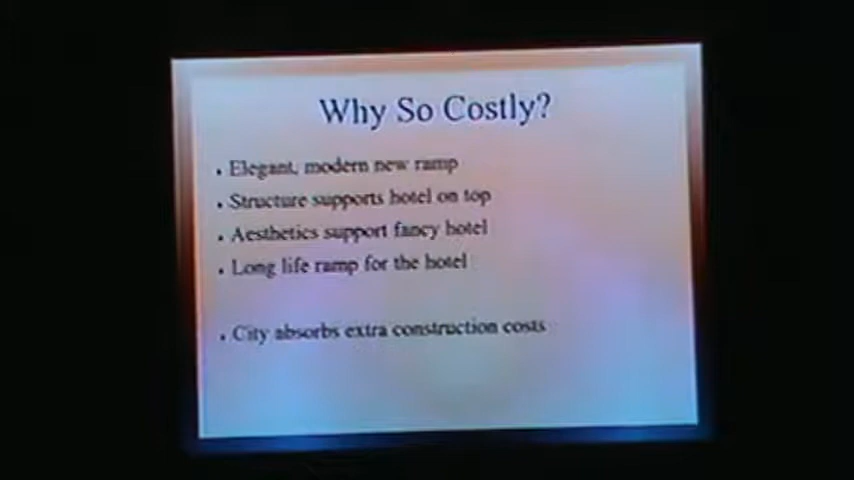 Why So Costly?
• Elegant, modern new ramp
• Structure supports hotel on top
• Aesthetics support fancy hotel
• Long life ramp for the hotel
• City absorbs extra construction costs